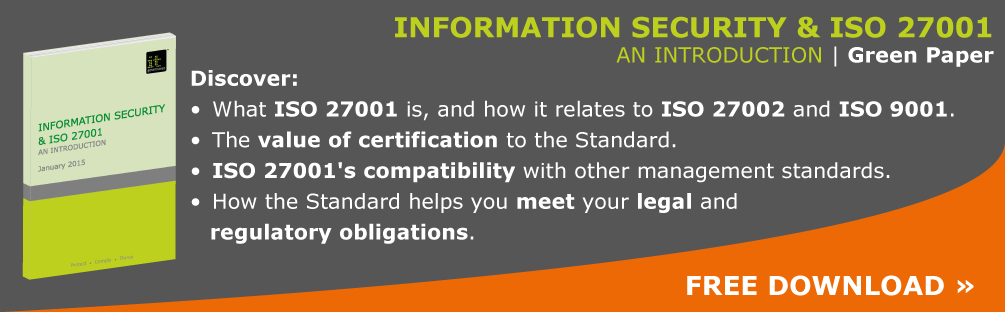 INFORMATION SECURITY & ISO 27001
AN INTRODUCTION | Green Paper
Discover:
• What ISO 27001 is, and how it relates to ISO 27002 and ISO 9001.
• The value of certification to the Standard.
• ISO 27001's compatibility with other management standards.
• How the Standard helps you meet your legal and
regulatory obligations.
FREE DOWNLOAD »
INFORMATION SECURITY
& ISO 27001
AN INTRODUCTION
January 2015
Protect • Comply • Thrive